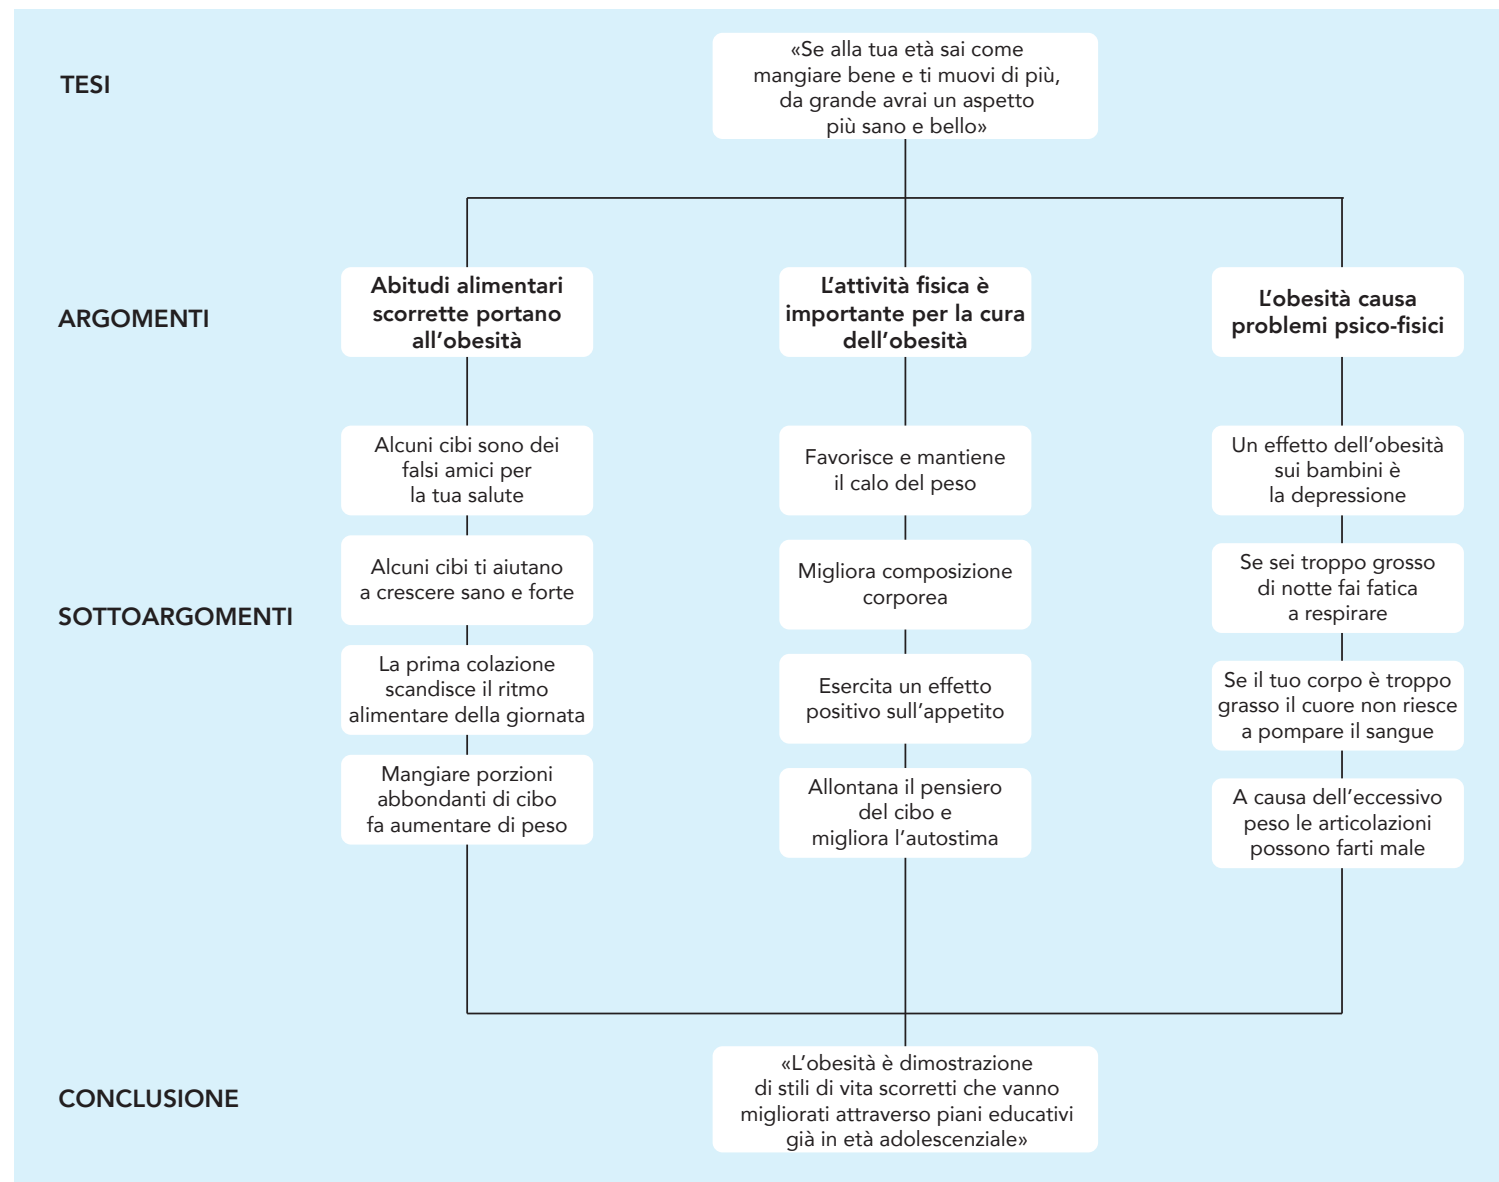 TESI
«Se alla tua età sai come
mangiare bene e ti muovi di più,
da grande avrai un aspetto
più sano e bello»
ARGOMENTI
Abitudi alimentari
scorrette portano
all'obesità
L'attività fisica è
importante per la cura
dell'obesità
L'obesità causa
problemi psico-fisici
SOTTOARGOMENTI
Alcuni cibi sono dei
falsi amici per
la tua salute
Alcuni cibi ti aiutano
a crescere sano e forte
La prima colazione
scandisce il ritmo
alimentare della giornata
Mangiare porzioni
abbondanti di cibo
fa aumentare di peso
Favorisce e mantiene
il calo del peso
Migliora composizione
corporea
Esercita un effetto
positivo sull'appetito
Allontana il pensiero
del cibo e
migliora l'autostima
Un effetto dell'obesità
sui bambini è
la depressione
Se sei troppo grosso
di notte fai fatica
a respirare
Se il tuo corpo è troppo
grasso il cuore non riesce
a pompare il sangue
A causa dell'eccessivo
peso le articolazioni
possono farti male
CONCLUSIONE
«L'obesità è dimostrazione
di stili di vita scorretti che vanno
migliorati attraverso piani educativi
già in età adolescenziale»